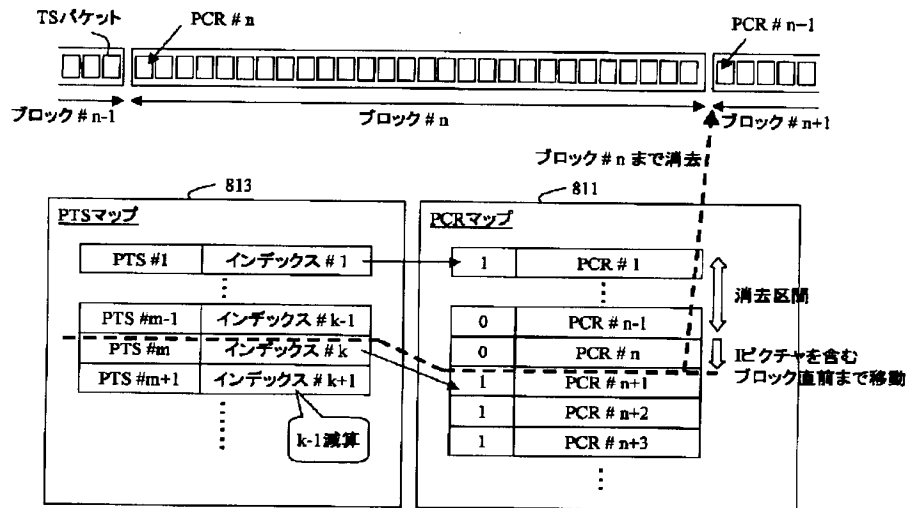 TSパケット
PCR # n
PCR # n-1
ブロック # n-1
ブロック # n
ブロック # n+1
ブロック # n まで消去
813
811
PTSマップ
PCRマップ
PTS #1 インデックス # 1
1 PCR # 1
消去区間
PTS #m-1 インデックス # k-1
0 PCR # n-1
PTS #m インデックス # k
0 PCR # n
Iピクチャを含む
ブロック直前まで移動
PTS #m+1 インデックス # k+1
1 PCR # n+1
1 PCR # n+2
k-1減算
1 PCR # n+3